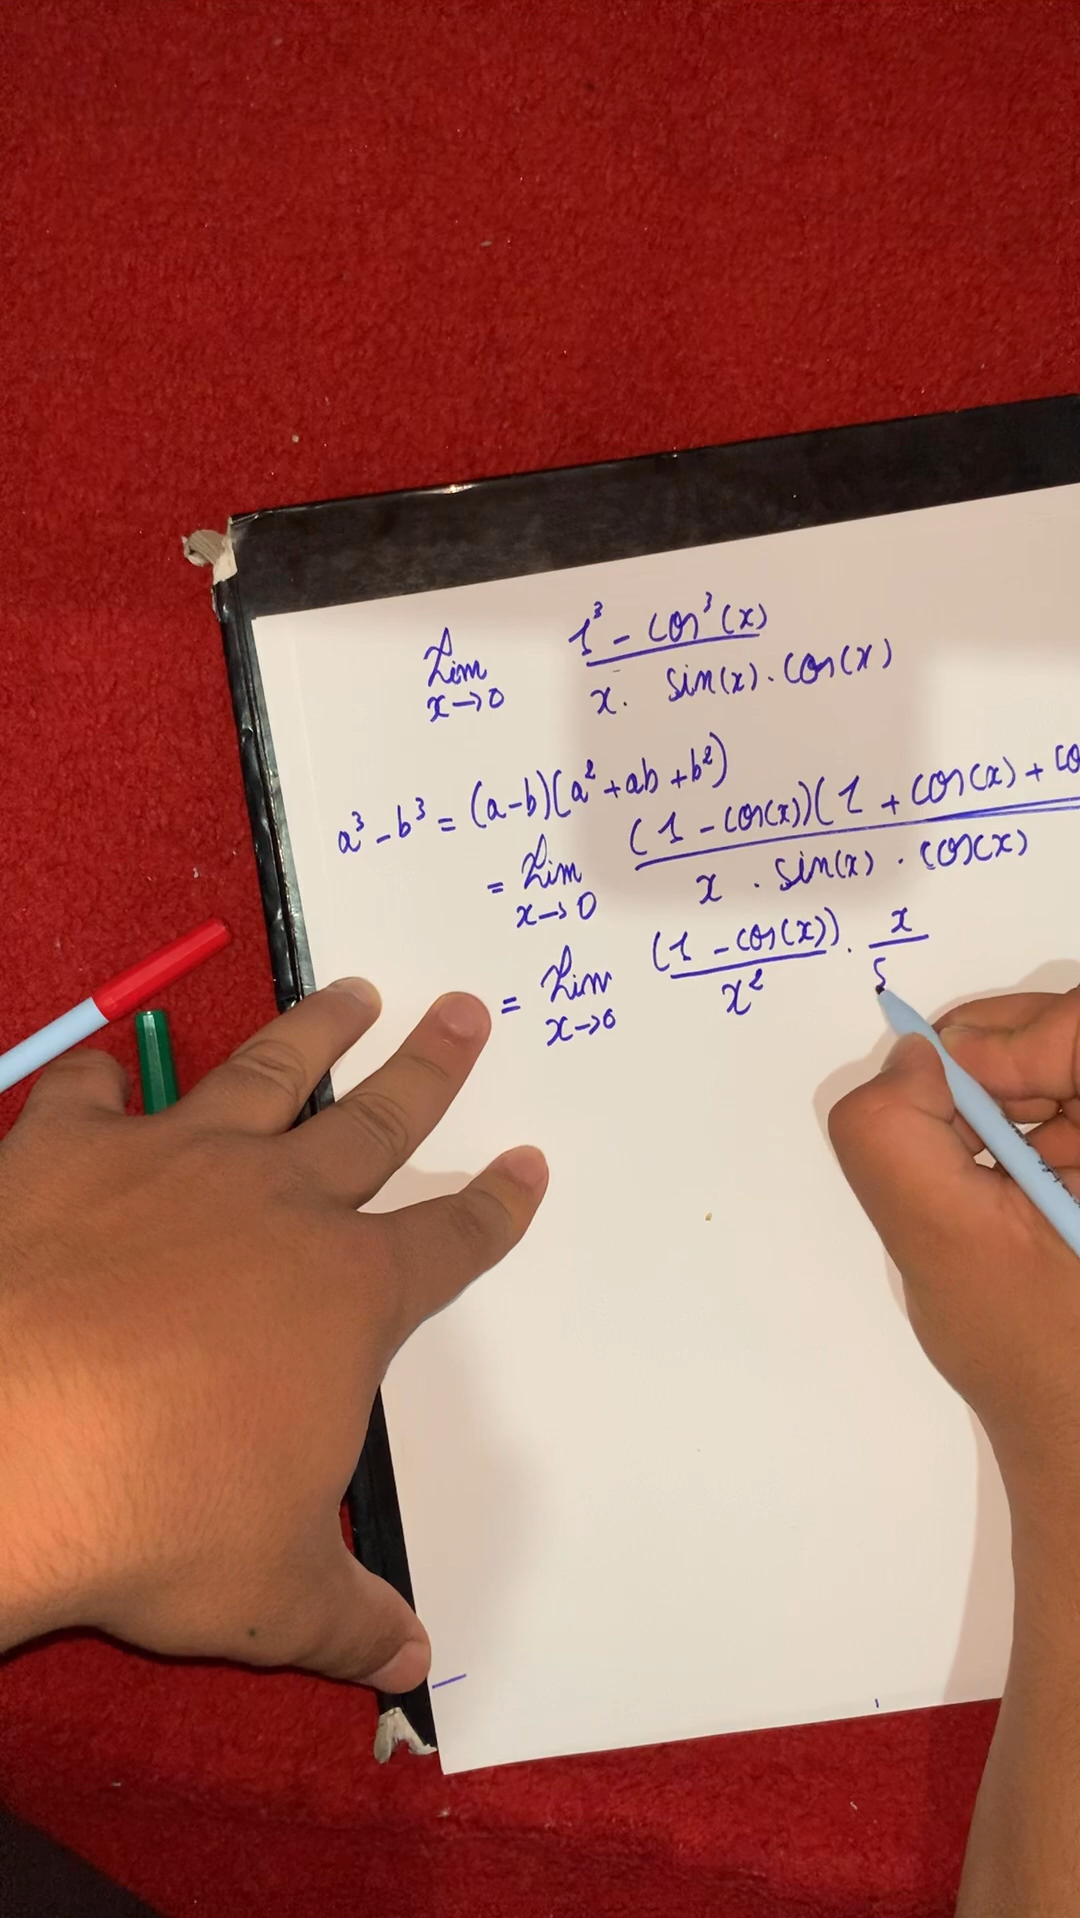 Lim x→0 1³ - cos³(x) / x. sin(x). cos(x)
a³ - b³ = (a-b)(a² + ab + b²)
= Lim x→0 (1 - cos(x))(1 + cos(x) + co / x . sin(x) . cos(x)
= Lim x→0 (1 - cos(x)) / x² . x / s